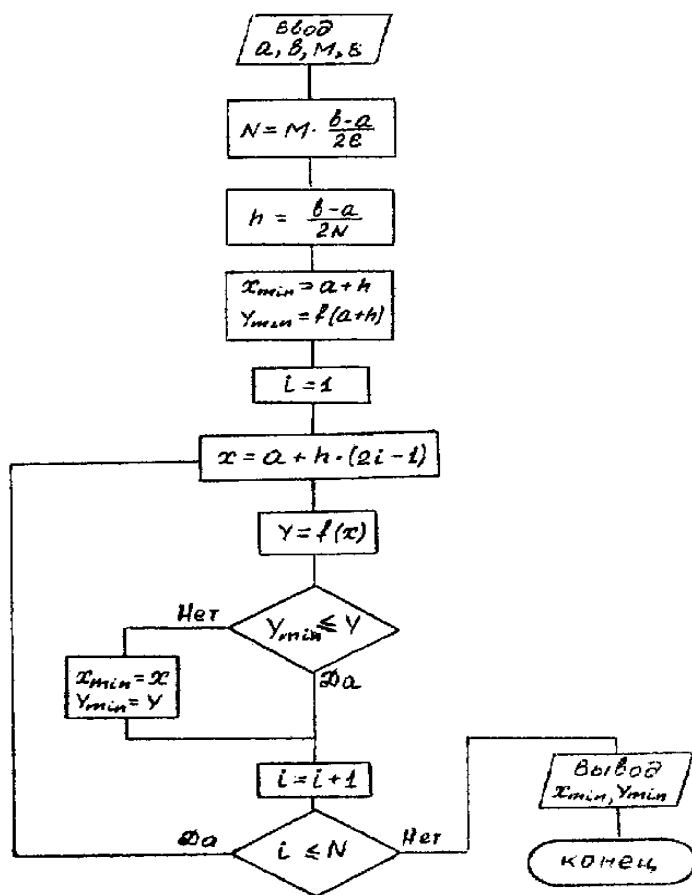 Ввод
a, в, M, ε
N = M · в-a / 2ε
h = в-a / 2N
xmin = a + h
Ymin = f(a+h)
i = 1
x = a + h · (2i - 1)
Y = f(x)
Нет
Ymin ≤ Y
Да
xmin = x
Ymin = Y
i = i + 1
Да
i ≤ N
Нет
Вывод
xmin, Ymin
конец